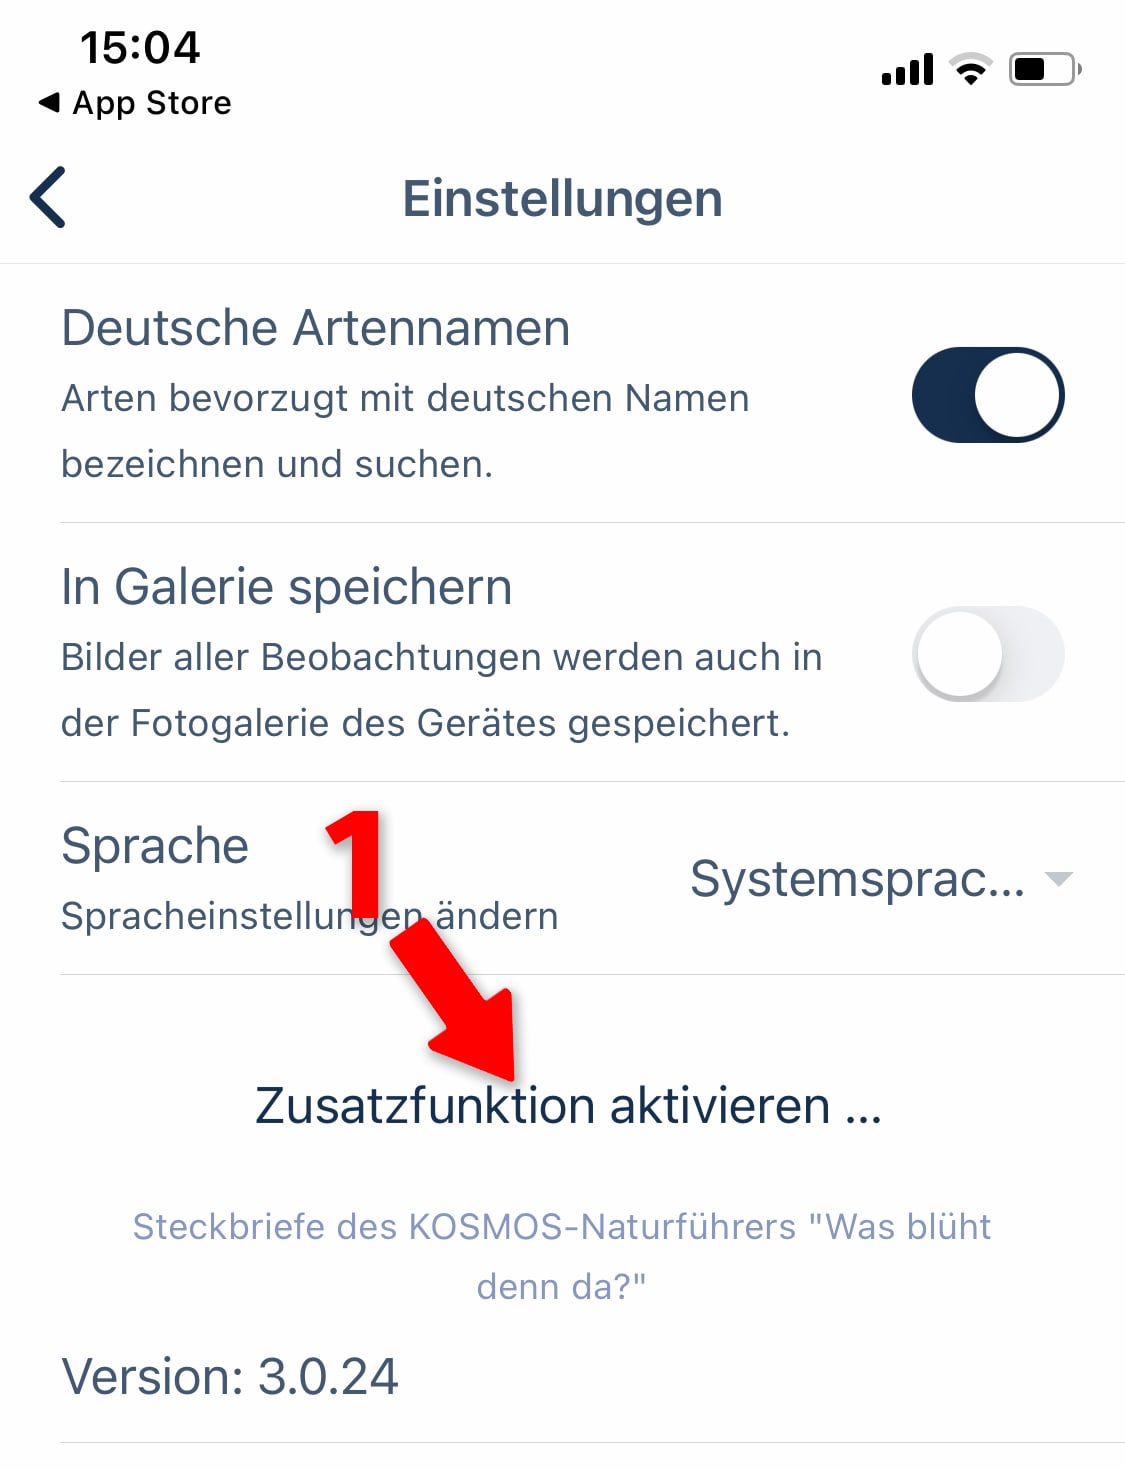 15:04
◀ App Store
Einstellungen
Deutsche Artennamen
Arten bevorzugt mit deutschen Namen
bezeichnen und suchen.
In Galerie speichern
Bilder aller Beobachtungen werden auch in
der Fotogalerie des Gerätes gespeichert.
Sprache
1
Systemsprac...
Spracheinstellungen ändern
Zusatzfunktion aktivieren ...
Steckbriefe des KOSMOS-Naturführers "Was blüht
denn da?"
Version: 3.0.24